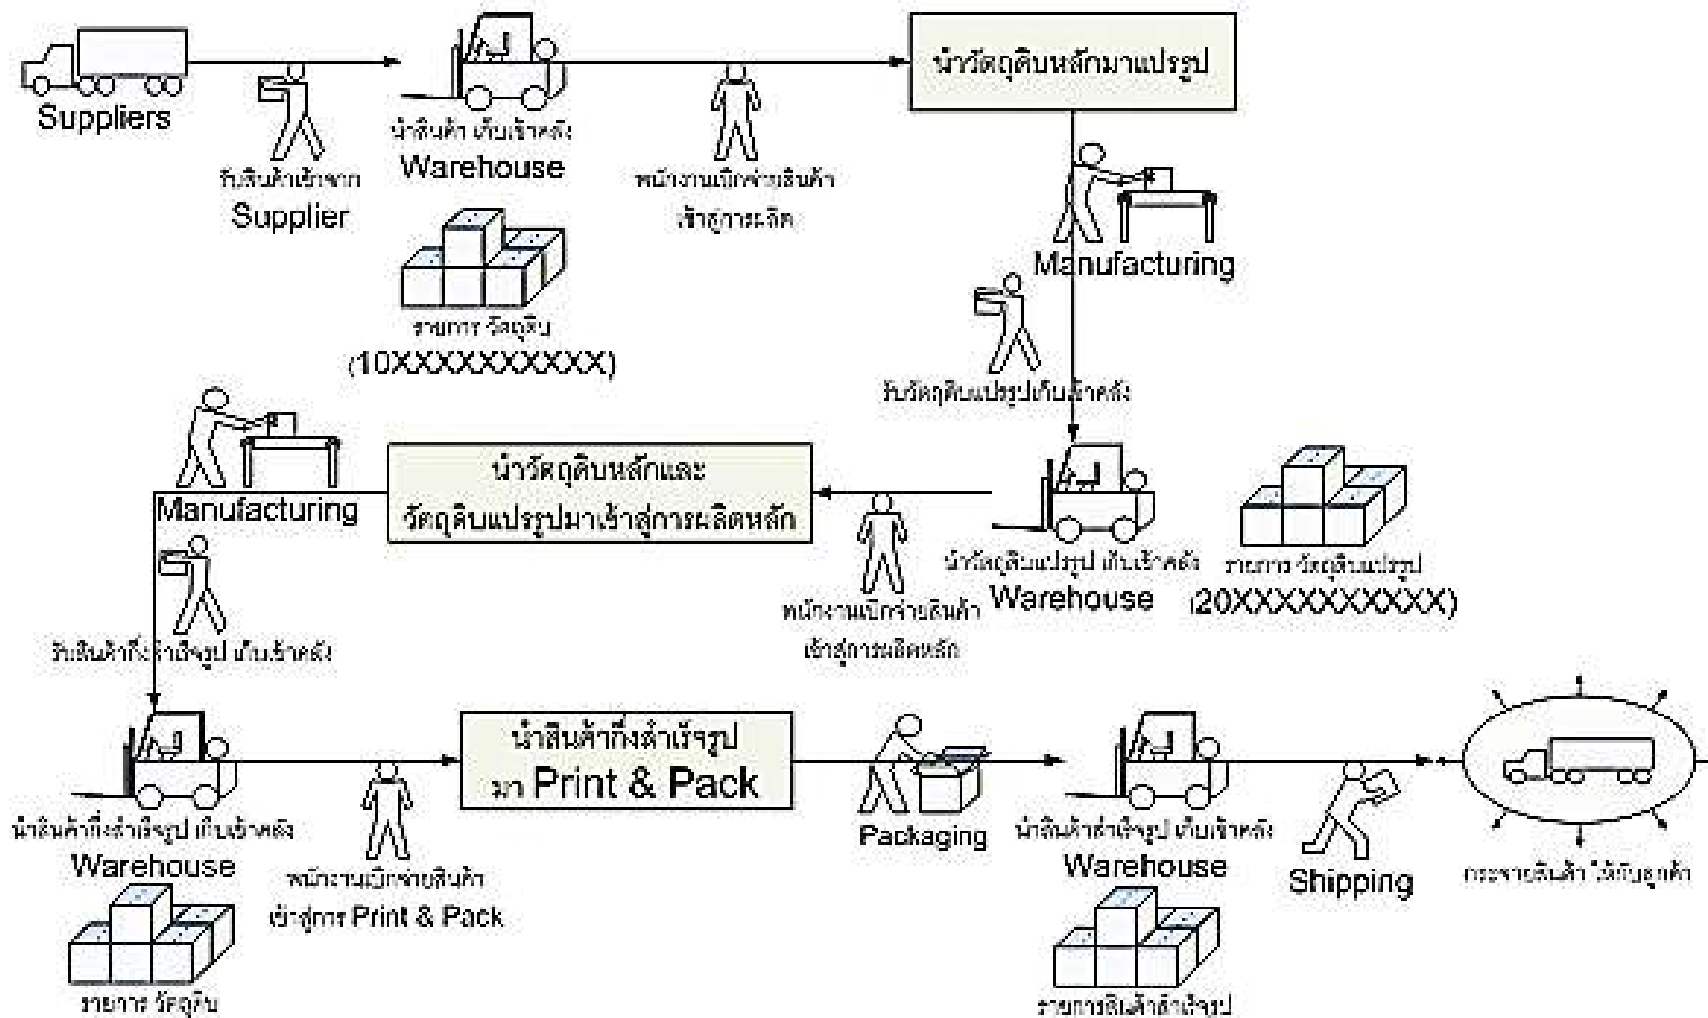 Suppliers
รับสินค้าเข้าจาก
Supplier
นำสินค้า เก็บเข้าคลัง
Warehouse
รายการ วัตถุดิบ
(10XXXXXXXXXXX)
พนักงานเบิกจ่ายสินค้า
เข้าสู่การผลิต
นำวัตถุดิบหลักมาแปรรูป
Manufacturing
รับวัตถุดิบแปรรูปเก็บเข้าคลัง
นำวัตถุดิบแปรรูป เก็บเข้าคลัง
Warehouse
รายการ วัตถุดิบแปรรูป
(20XXXXXXXXXXX)
พนักงานเบิกจ่ายสินค้า
เข้าสู่การผลิตหลัก
นำวัตถุดิบหลักและ
วัตถุดิบแปรรูปมาเข้าสู่การผลิตหลัก
Manufacturing
รับสินค้ากึ่งสำเร็จรูป เก็บเข้าคลัง
นำสินค้ากึ่งสำเร็จรูป เก็บเข้าคลัง
Warehouse
รายการ วัตถุดิบ
พนักงานเบิกจ่ายสินค้า
เข้าสู่การ Print & Pack
นำสินค้ากึ่งสำเร็จรูป
มา Print & Pack
Packaging
นำสินค้าสำเร็จรูป เก็บเข้าคลัง
Warehouse
รายการสินค้าสำเร็จรูป
Shipping
กระจายสินค้า ให้กับลูกค้า